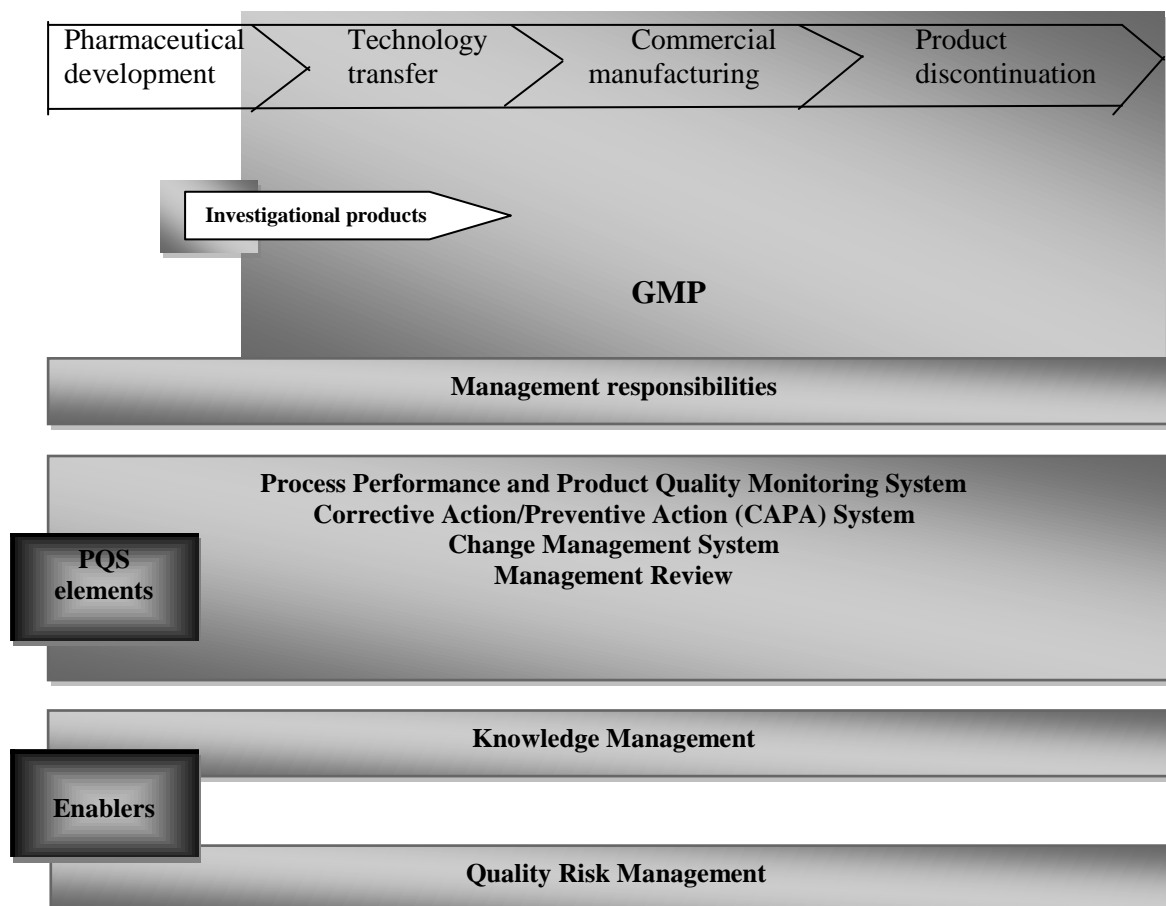 Pharmaceutical development
Technology transfer
Commercial manufacturing
Product discontinuation
Investigational products
GMP
Management responsibilities
Process Performance and Product Quality Monitoring System
Corrective Action/Preventive Action (CAPA) System
Change Management System
Management Review
PQS
elements
Knowledge Management
Enablers
Quality Risk Management